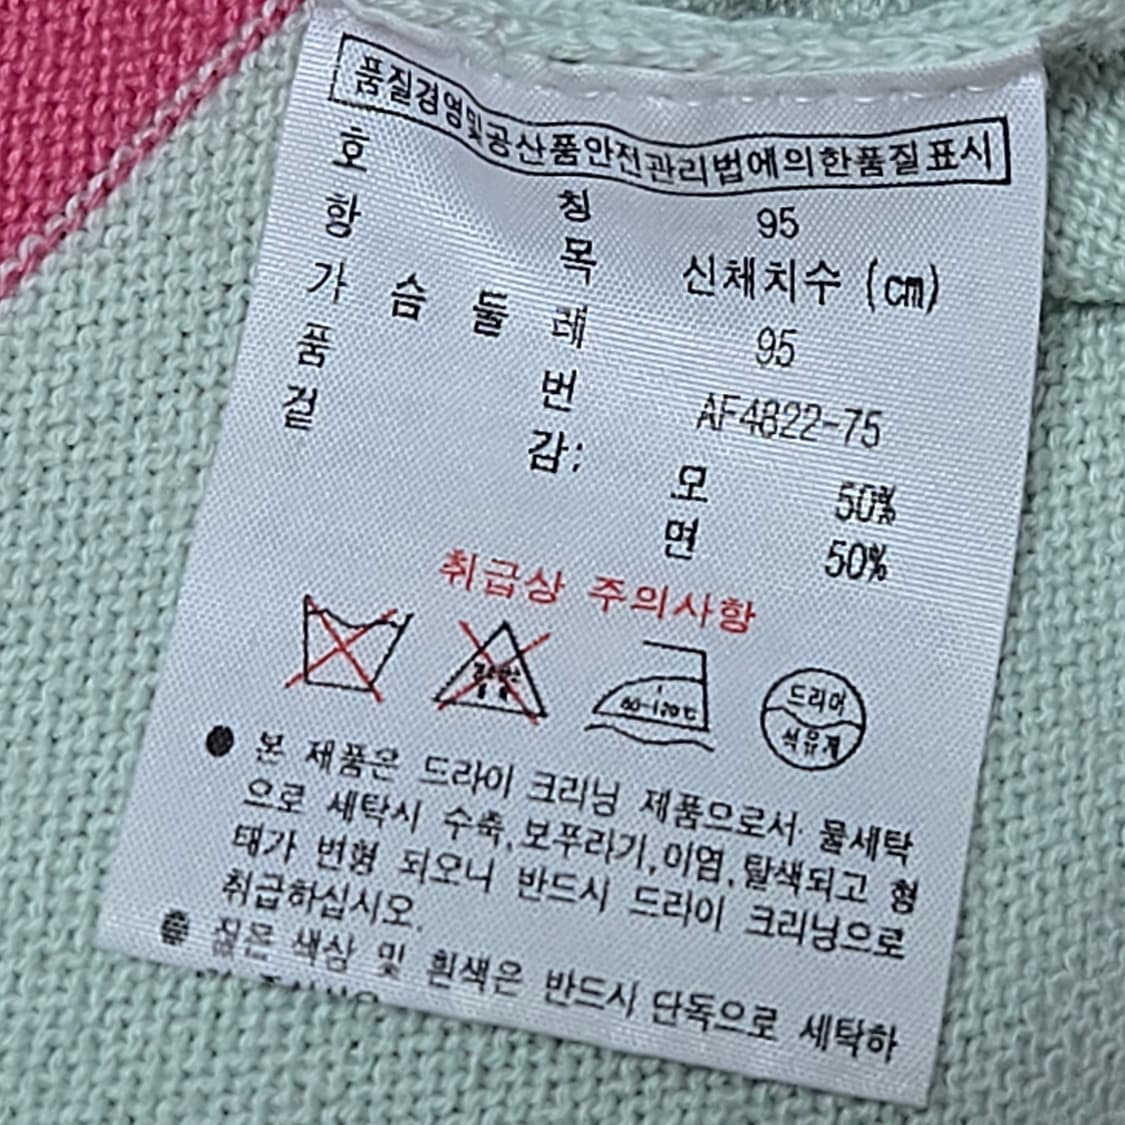 품질경영및공산품안전관리법에의한품질표시
호 칭 95
항 목 신체치수 (cm)
가 슴 둘 레 95
품 번 AF4822-75
겉 감: 모 50%
면 50%
취급상 주의사항
80-120℃
드라이
석유계
● 본 제품은 드라이 크리닝 제품으로서 물세탁
으로 세탁시 수축,보푸라기,이염,탈색되고 형
태가 변형 되오니 반드시 드라이 크리닝으로
취급하십시오.
● 짙은 색상 및 흰색은 반드시 단독으로 세탁하